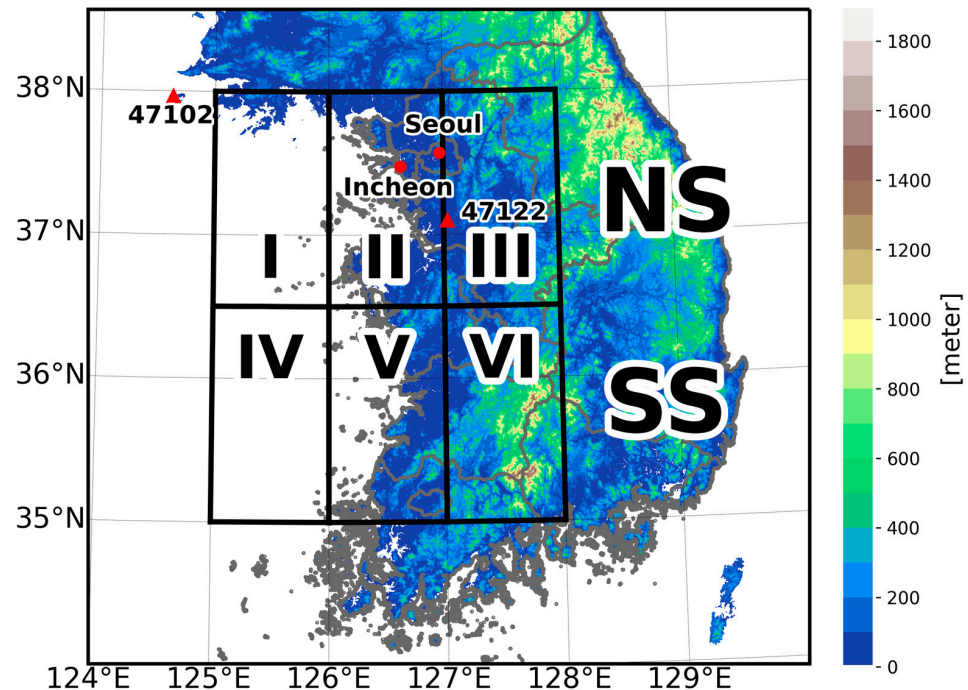 38°N
37°N
36°N
35°N
47102
Seoul
Incheon
47122
NS
I
II
III
IV
V
VI
SS
124°E
125°E
126°E
127°E
128°E
129°E
1800
1600
1400
1200
1000
800
600
400
200
0
[meter]